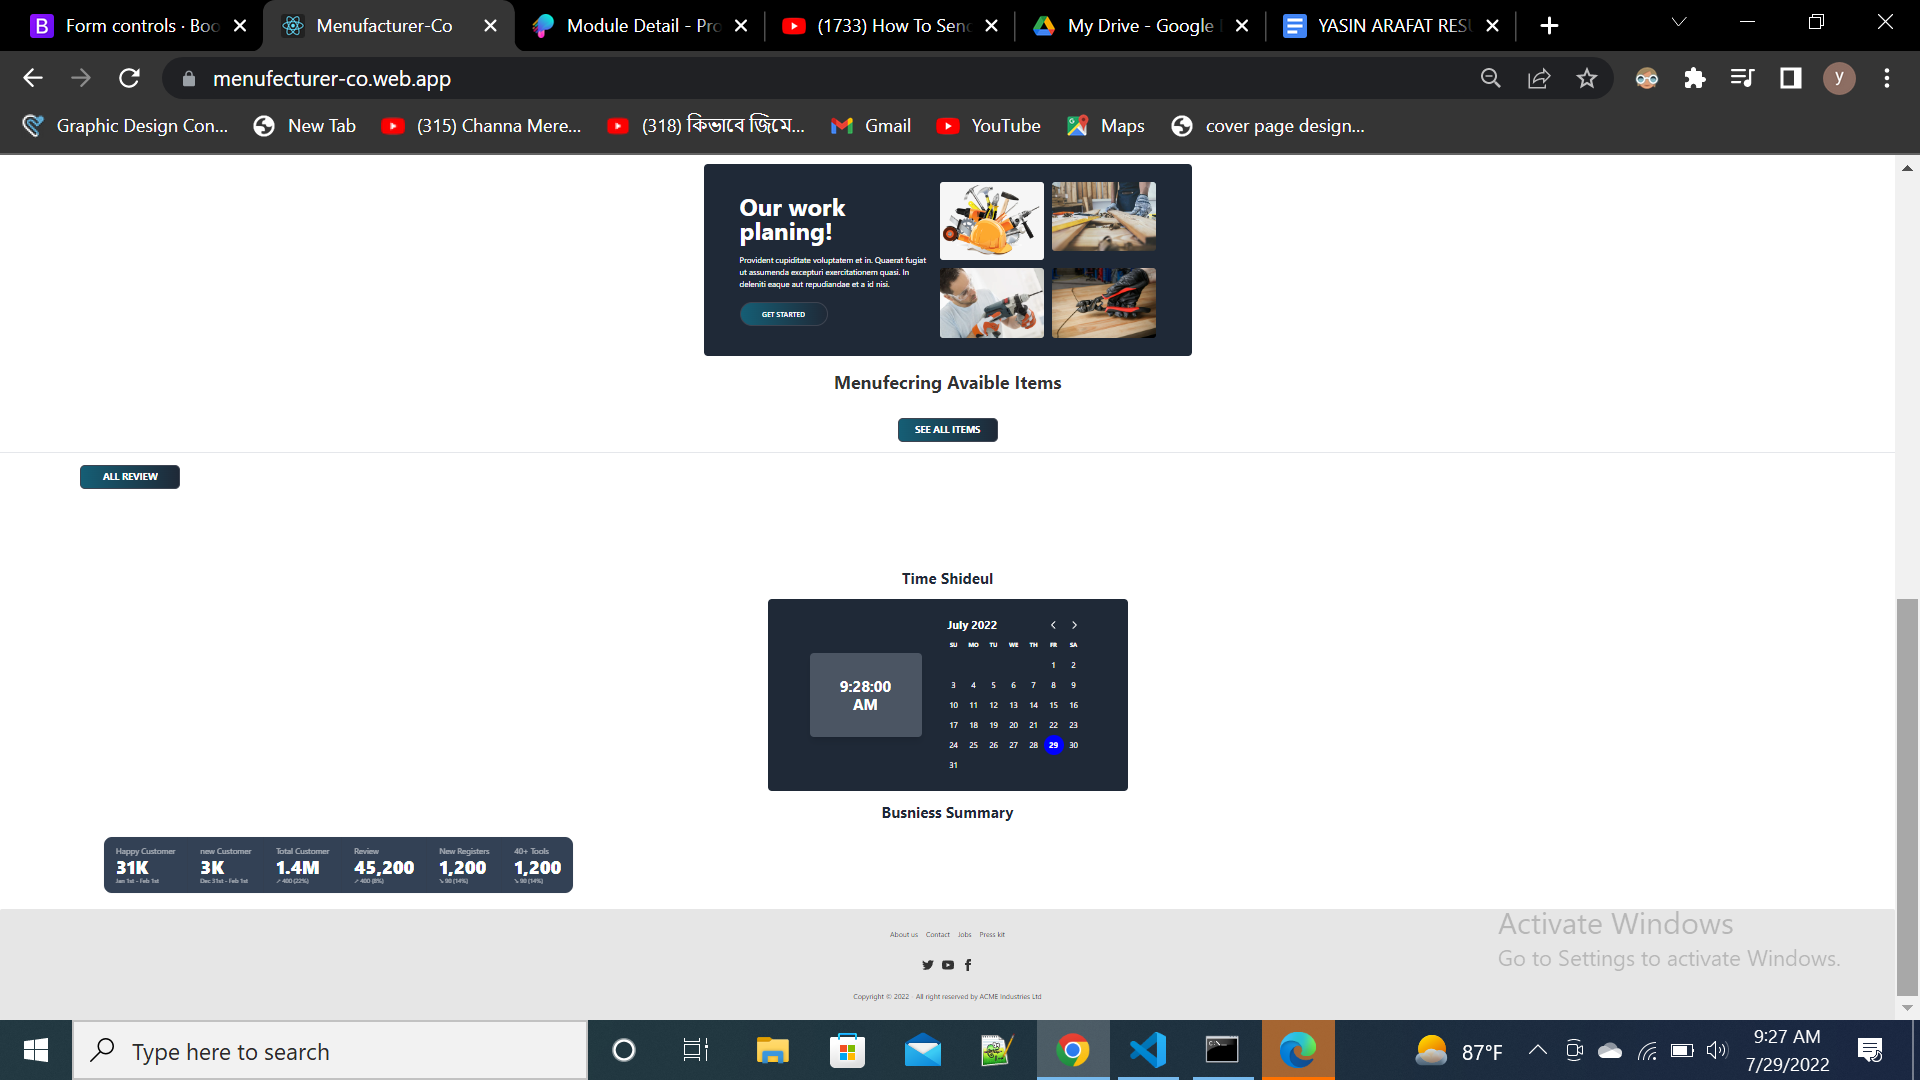 Form controls · Boo
Menufacturer-Co
Module Detail - Pro
(1733) How To Send
My Drive - Google
YASIN ARAFAT RESU
menufecturer-co.web.app
y
Graphic Design Con...
New Tab
(315) Channa Mere...
(318) কিভাবে জিমে...
Gmail
YouTube
Maps
cover page design...
Our work
planing!
Provident cupiditate voluptatem et in. Quaerat fugiat
ut assumenda excepturi exercitationem quasi. In
deleniti eaque aut repudiandae et a id nisi.
GET STARTED
Menufecring Avaible Items
SEE ALL ITEMS
ALL REVIEW
Time Shideul
July 2022
SU MO TU WE TH FR SA
1 2
3 4 5 6 7 8 9
10 11 12 13 14 15 16
17 18 19 20 21 22 23
24 25 26 27 28 29 30
31
9:28:00
AM
Busniess Summary
Happy Customer new Customer Total Customer Review New Registers 40+ Tools
31K 3K 1.4M 45,200 1,200 1,200
Jan 1st - Feb 1st Dec 31st - Feb 1st ↗ 400 (22%) ↗ 400 (8%) ↘ 90 (14%) ↘ 90 (14%)
About us Contact Jobs Press kit
Copyright © 2022 - All right reserved by ACME Industries Ltd
Activate Windows
Go to Settings to activate Windows.
Type here to search
87°F
9:27 AM
7/29/2022